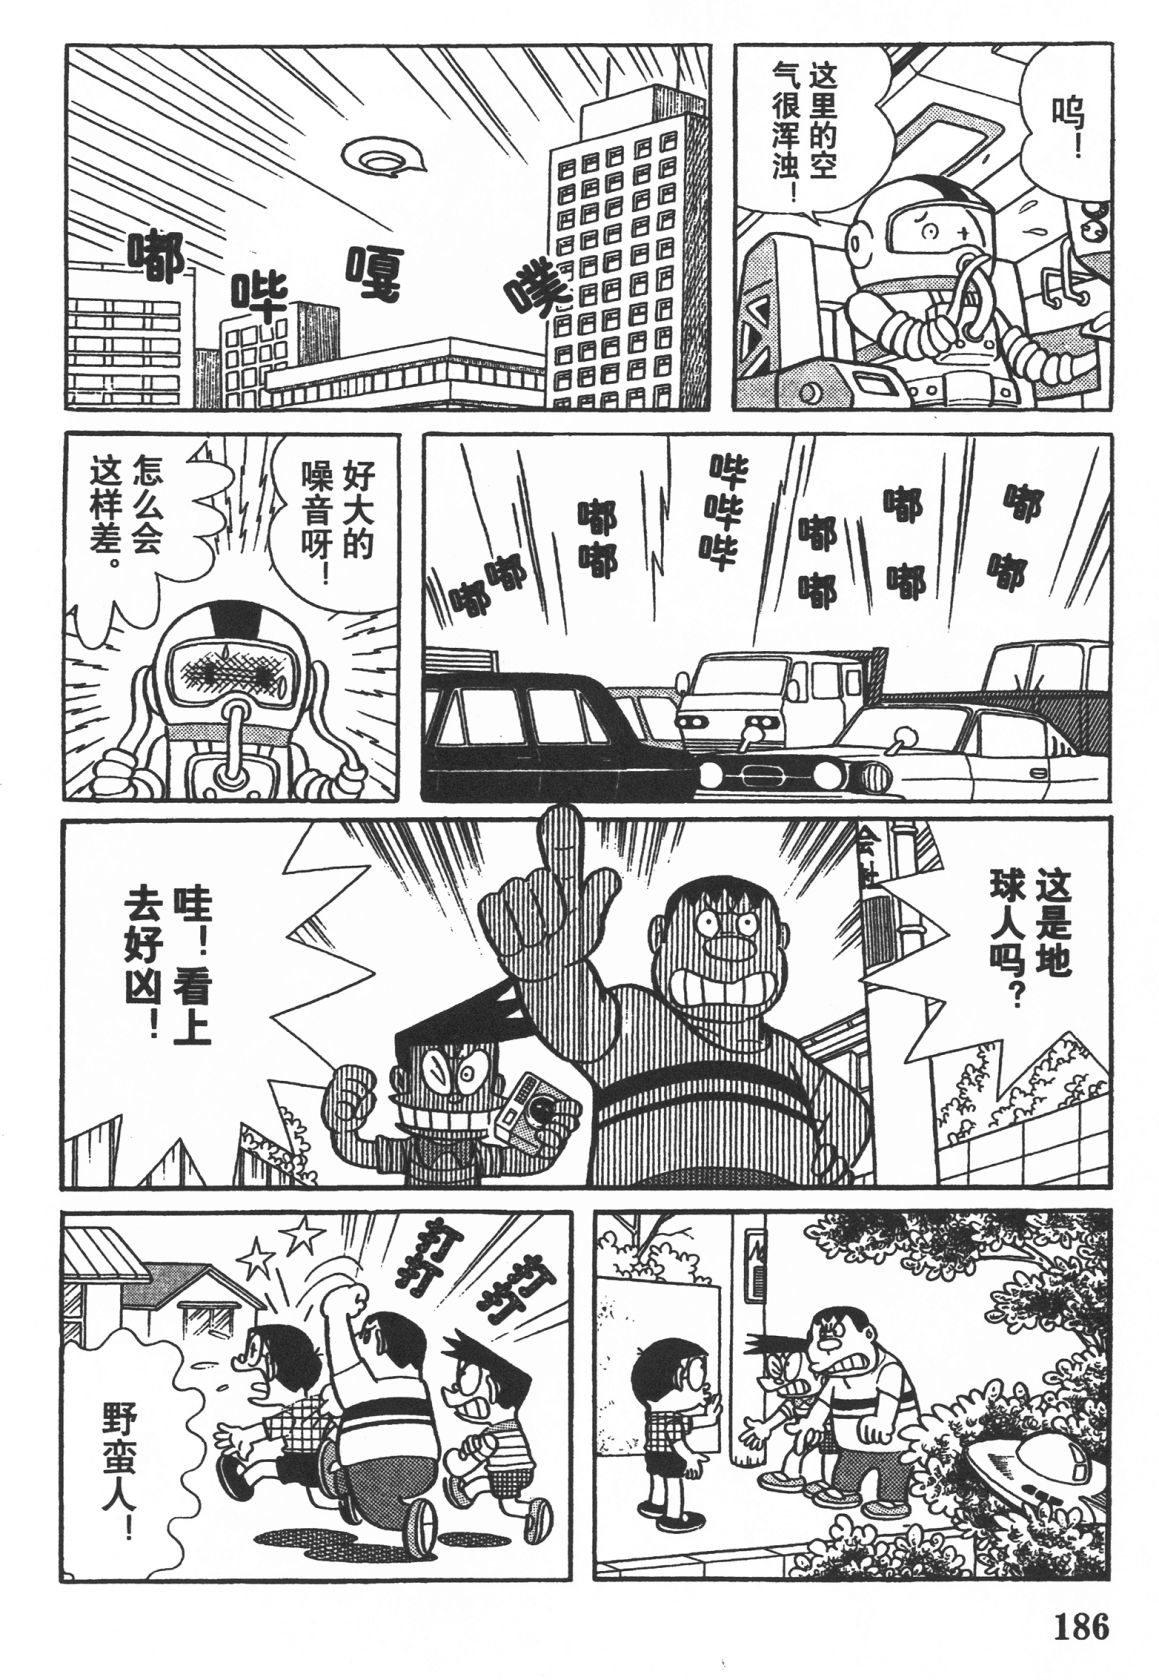 呜！
这里的空
气很浑浊！
嘟
哔
嘎
噗
嘟
嘟
嘟
嘟
嘟
嘟
哔
哔
哔
嘟
嘟
嘟
嘟
好大的
噪音呀！
怎么会
这样差。
这是地
球人吗？
会
社
哇！看上
去好凶！
打
打
打
打
野蛮人！
186